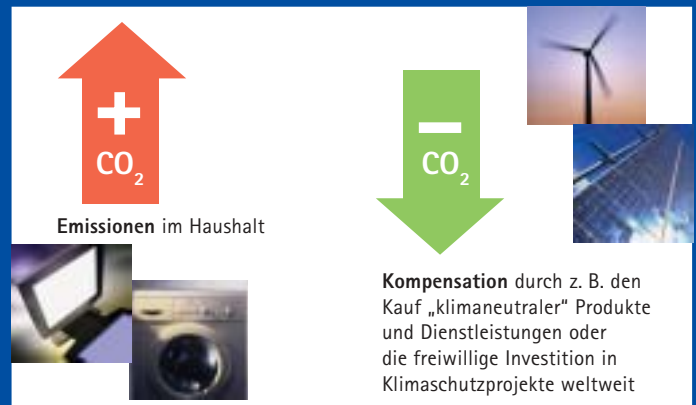 +
CO₂
Emissionen im Haushalt
–
CO₂
Kompensation durch z. B. den
Kauf „klimaneutraler" Produkte
und Dienstleistungen oder
die freiwillige Investition in
Klimaschutzprojekte weltweit